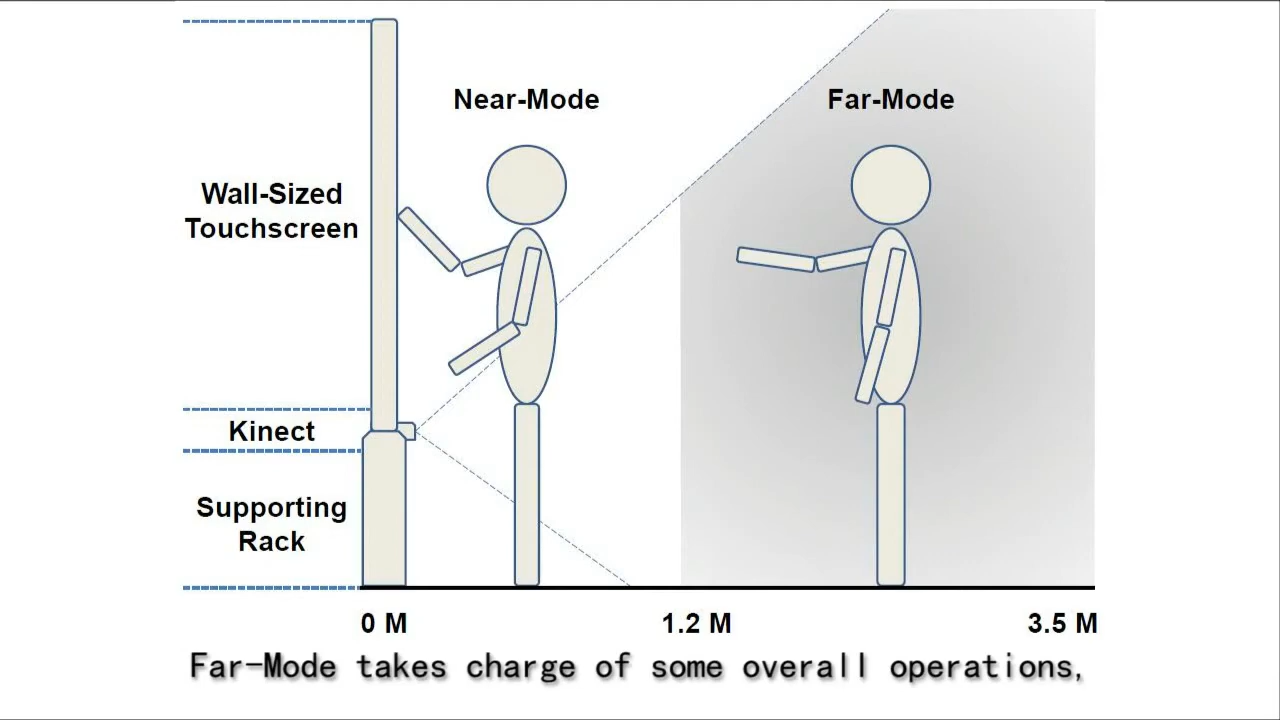 Near-Mode
Far-Mode
Wall-Sized
Touchscreen
Kinect
Supporting
Rack
0 M
1.2 M
3.5 M
Far-Mode takes charge of some overall operations,